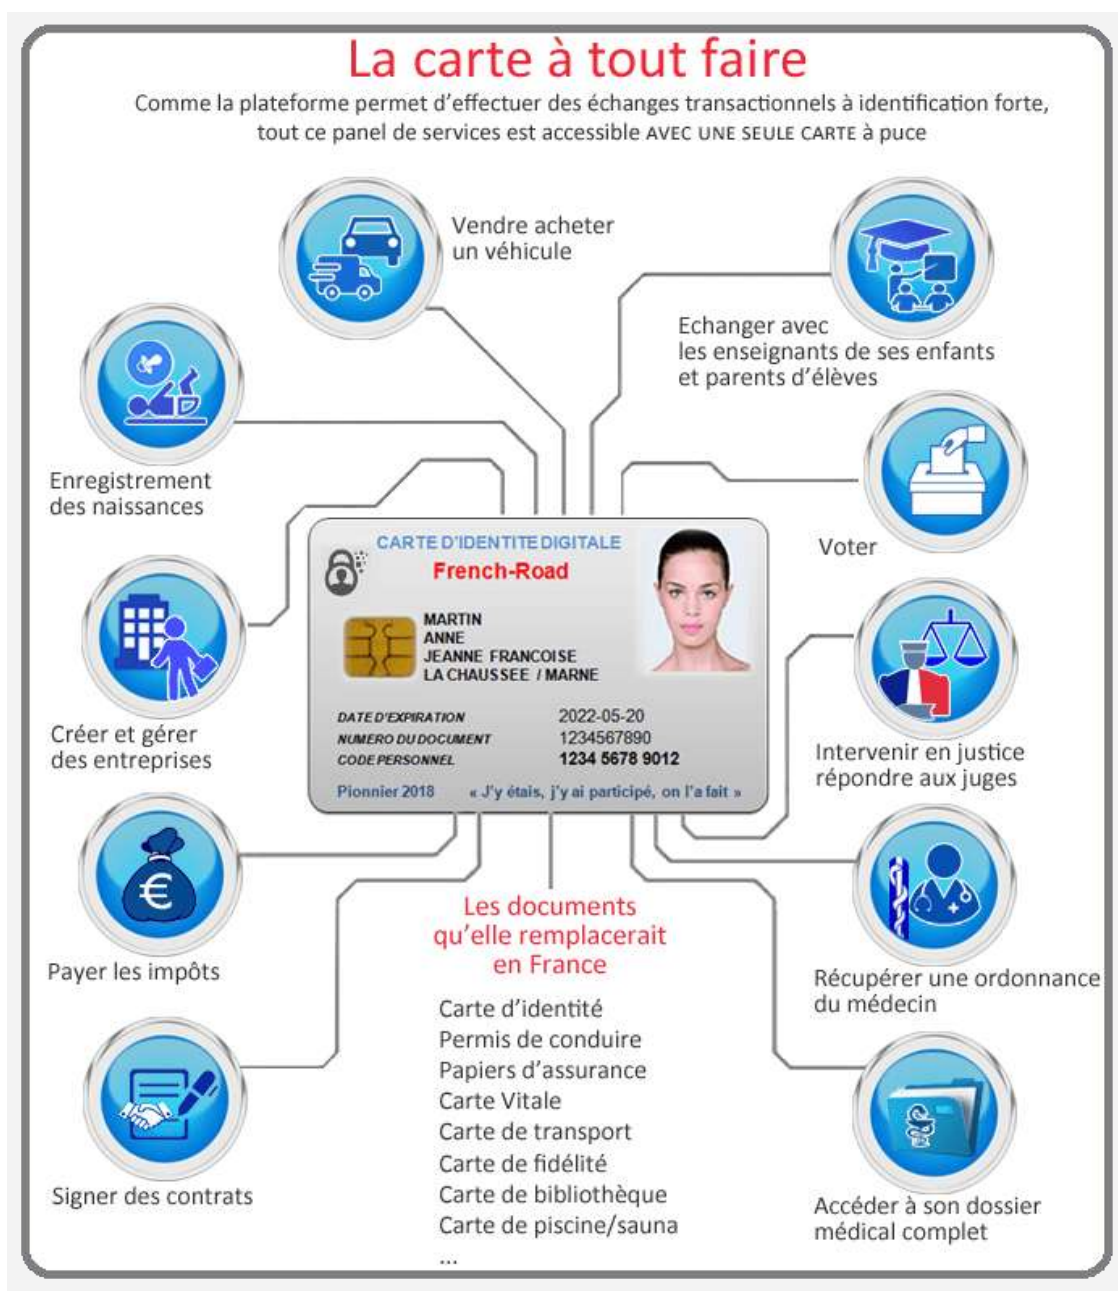 La carte à tout faire
Comme la plateforme permet d'effectuer des échanges transactionnels à identification forte,
tout ce panel de services est accessible AVEC UNE SEULE CARTE à puce
Vendre acheter
un véhicule
Echanger avec
les enseignants de ses enfants
et parents d'élèves
Enregistrement
des naissances
Voter
CARTE D'IDENTITE DIGITALE
French-Road
MARTIN
ANNE
JEANNE FRANCOISE
LA CHAUSSEE / MARNE
DATE D'EXPIRATION 2022-05-20
NUMERO DU DOCUMENT 1234567890
CODE PERSONNEL 1234 5678 9012
Pionnier 2018 « J'y étais, j'y ai participé, on l'a fait »
Créer et gérer
des entreprises
Intervenir en justice
répondre aux juges
€
Payer les impôts
Récupérer une ordonnance
du médecin
Signer des contrats
Accéder à son dossier
médical complet
Les documents
qu'elle remplacerait
en France
Carte d'identité
Permis de conduire
Papiers d'assurance
Carte Vitale
Carte de transport
Carte de fidélité
Carte de bibliothèque
Carte de piscine/sauna
...